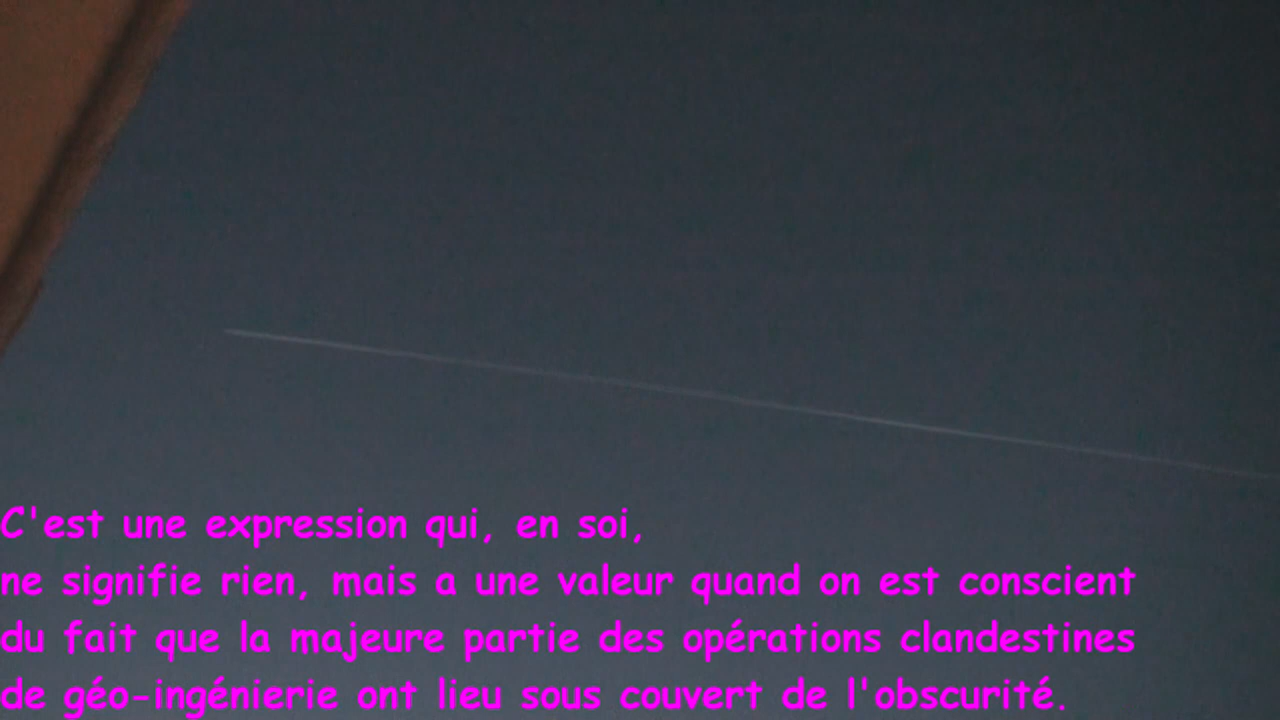 C'est une expression qui, en soi,
ne signifie rien, mais a une valeur quand on est conscient
du fait que la majeure partie des opérations clandestines
de géo-ingénierie ont lieu sous couvert de l'obscurité.